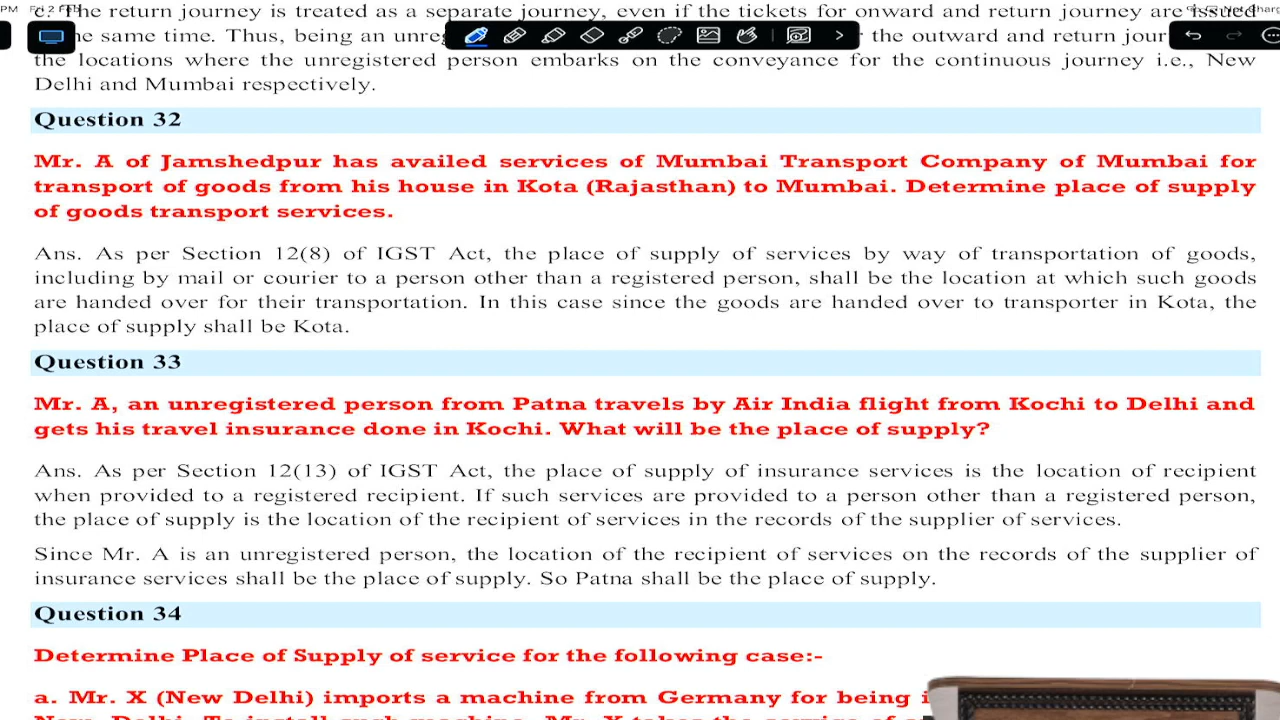 PM Fri 2 Feb
c. The return journey is treated as a separate journey, even if the tickets for onward and return journey are issued
same time. Thus, being an the outward and return
the locations where the unregistered person embarks on the conveyance for the continuous journey i.e., New
Delhi and Mumbai respectively.
Question 32
Mr. A of Jamshedpur has availed services of Mumbai Transport Company of Mumbai for
transport of goods from his house in Kota (Rajasthan) to Mumbai. Determine place of supply
of goods transport services.
Ans. As per Section 12(8) of IGST Act, the place of supply of services by way of transportation of goods,
including by mail or courier to a person other than a registered person, shall be the location at which such goods
are handed over for their transportation. In this case since the goods are handed over to transporter in Kota, the
place of supply shall be Kota.
Question 33
Mr. A, an unregistered person from Patna travels by Air India flight from Kochi to Delhi and
gets his travel insurance done in Kochi. What will be the place of supply?
Ans. As per Section 12(13) of IGST Act, the place of supply of insurance services is the location of recipient
when provided to a registered recipient. If such services are provided to a person other than a registered person,
the place of supply is the location of the recipient of services in the records of the supplier of services.
Since Mr. A is an unregistered person, the location of the recipient of services on the records of the supplier of
insurance services shall be the place of supply. So Patna shall be the place of supply.
Question 34
Determine Place of Supply of service for the following case:-
a. Mr. X (New Delhi) imports a machine from Germany for being
New Delhi. To install such machine, Mr. X takes the service of